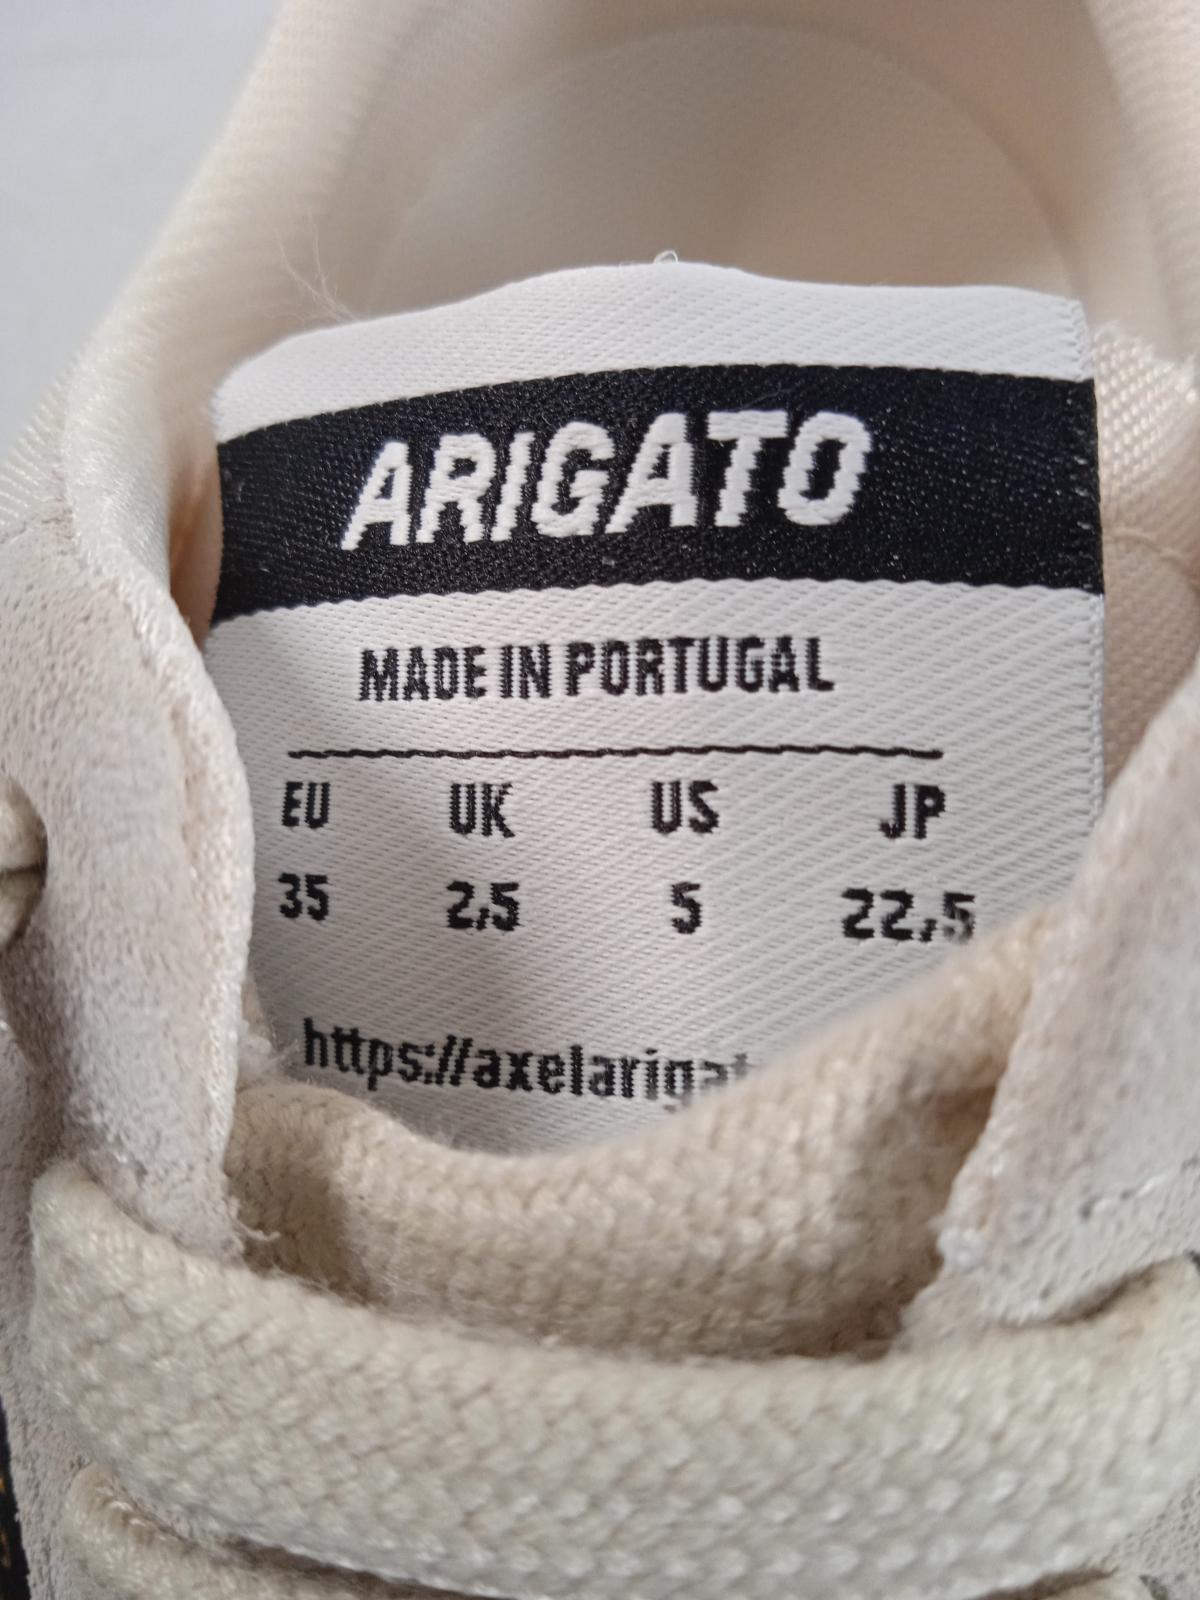 ARIGATO
MADE IN PORTUGAL
EU UK US JP
35 2,5 5 22,5
https://axelarigat